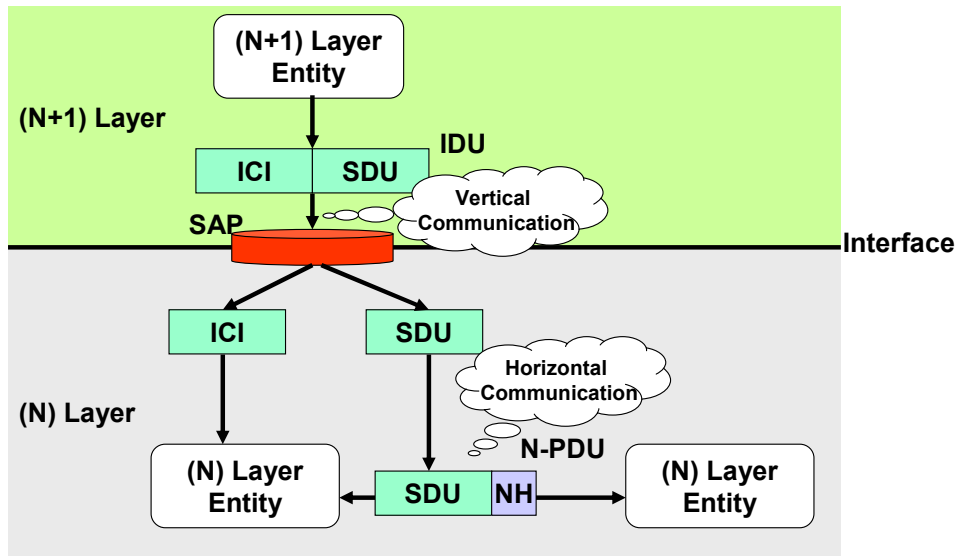 (N+1) Layer
Entity
(N+1) Layer
IDU
ICI
SDU
Vertical
Communication
SAP
Interface
ICI
SDU
Horizontal
Communication
(N) Layer
N-PDU
(N) Layer
Entity
SDU
NH
(N) Layer
Entity